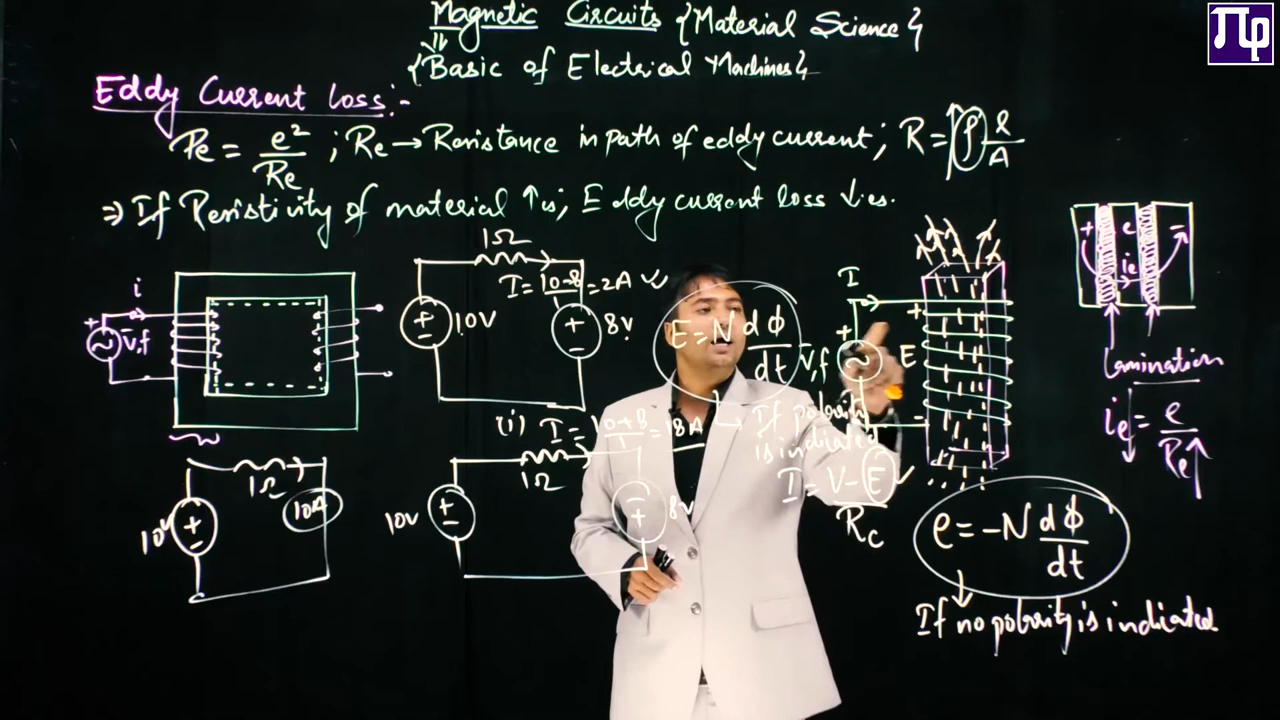 Magnetic Circuits {Material Science}
⇓
{Basic of Electrical Machines}
Πφ
Eddy Current Loss:-
Pe = e²/Re ; Re → Resistance in path of eddy current; R = ρ↑ l/A
⇒ If Resistivity of material ↑es; Eddy current loss ↓es.
i
+
V,f
1Ω
I = 10-8/1 = 2A ✓
10V
+
-
+
-
8V
E = N dφ/dt
If polarity
is indicated
I = V-E/Rc ✓
I
+
V,f
+
E
-
+ e -
ie
Lamination
ie↓ = e/Re↑
(i) I = 10+8/1 = 18A
1Ω
10V
+
-
-
+
8V
1Ω
10V
+
-
10A
e = -N dφ/dt
If no polarity is indicated